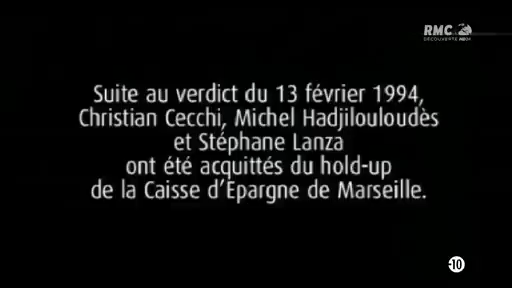 RMC
DÉCOUVERTE
Suite au verdict du 13 février 1994,
Christian Cecchi, Michel Hadjilouloudès
et Stéphane Lanza
ont été acquittés du hold-up
de la Caisse d'Epargne de Marseille.
-10